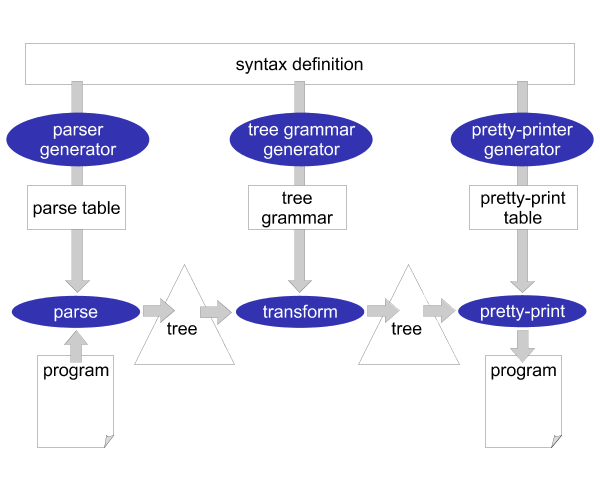 syntax definition
parser
generator
tree grammar
generator
pretty-printer
generator
parse table
tree
grammar
pretty-print
table
parse
tree
transform
tree
pretty-print
program
program